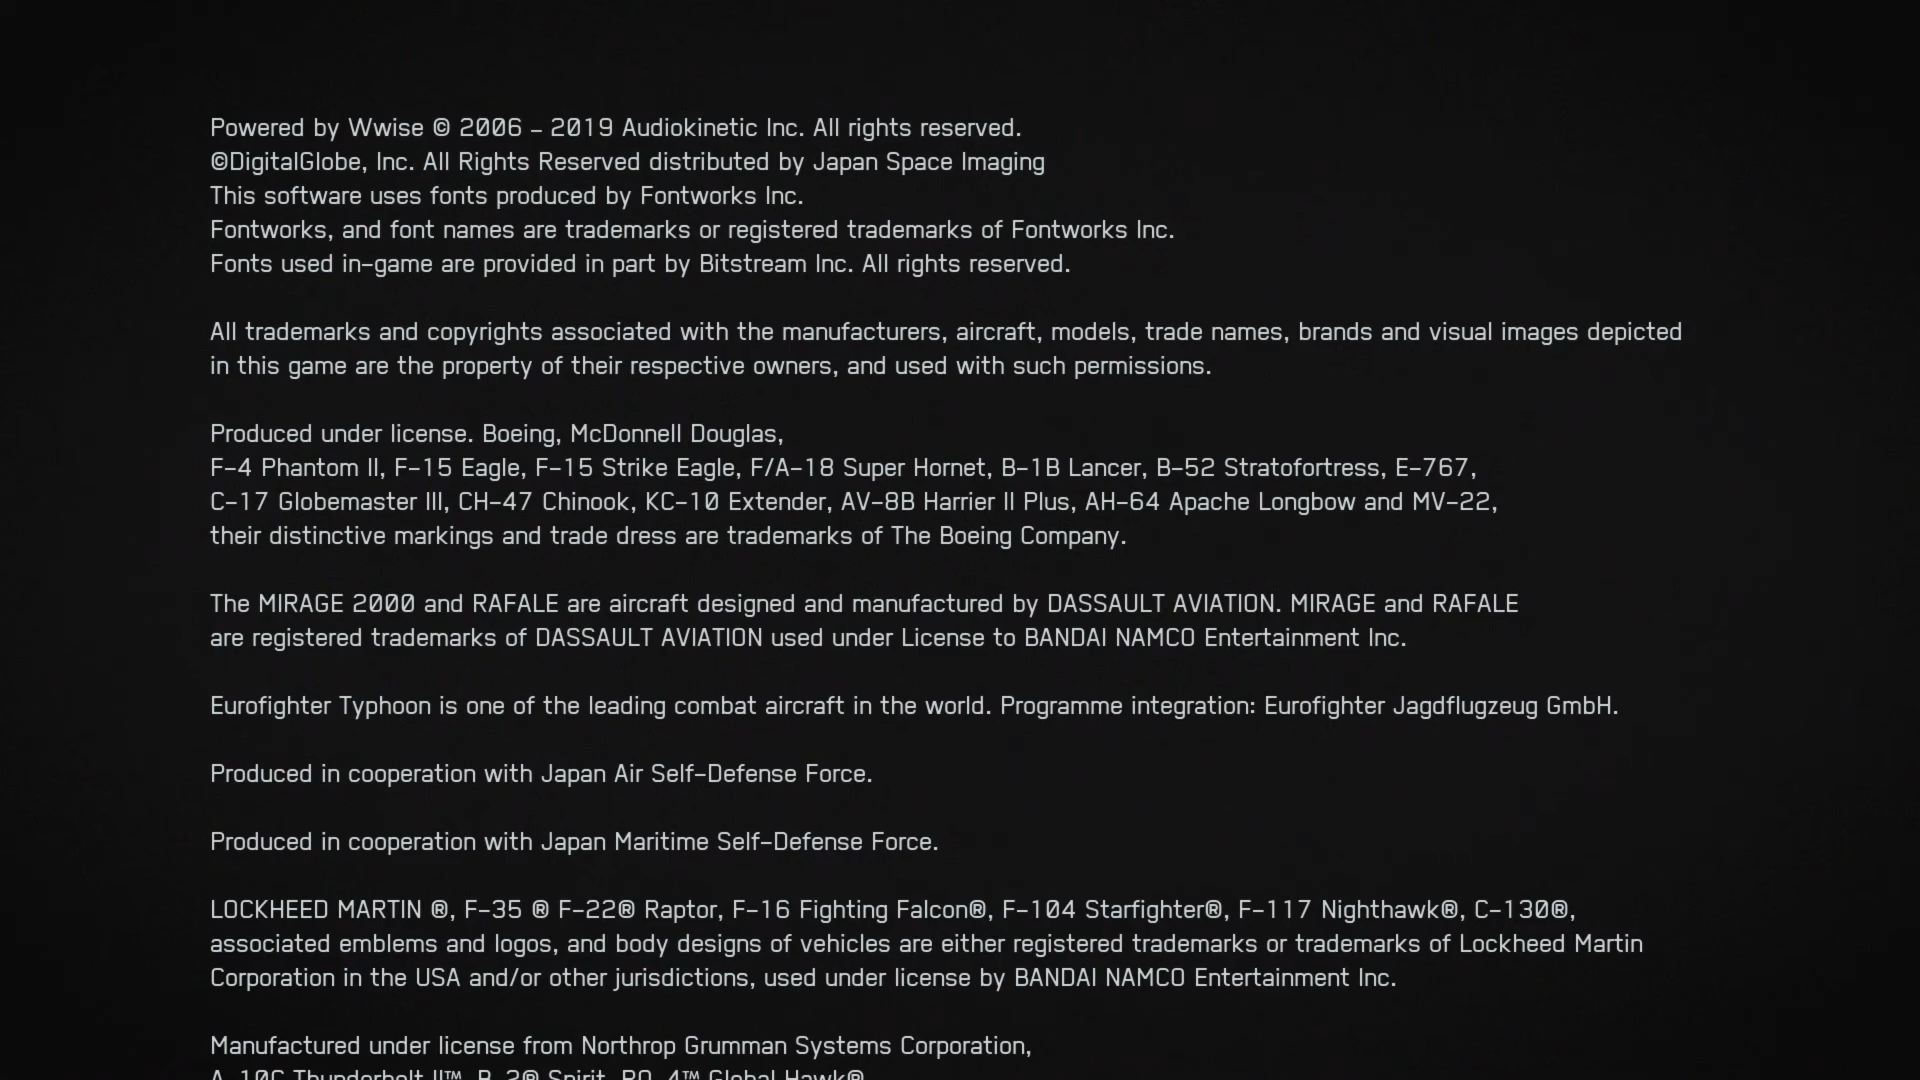 Powered by Wwise © 2006 – 2019 Audiokinetic Inc. All rights reserved.
©DigitalGlobe, Inc. All Rights Reserved distributed by Japan Space Imaging
This software uses fonts produced by Fontworks Inc.
Fontworks, and font names are trademarks or registered trademarks of Fontworks Inc.
Fonts used in-game are provided in part by Bitstream Inc. All rights reserved.
All trademarks and copyrights associated with the manufacturers, aircraft, models, trade names, brands and visual images depicted
in this game are the property of their respective owners, and used with such permissions.
Produced under license. Boeing, McDonnell Douglas,
F-4 Phantom II, F-15 Eagle, F-15 Strike Eagle, F/A-18 Super Hornet, B-1B Lancer, B-52 Stratofortress, E-767,
C-17 Globemaster III, CH-47 Chinook, KC-10 Extender, AV-8B Harrier II Plus, AH-64 Apache Longbow and MV-22,
their distinctive markings and trade dress are trademarks of The Boeing Company.
The MIRAGE 2000 and RAFALE are aircraft designed and manufactured by DASSAULT AVIATION. MIRAGE and RAFALE
are registered trademarks of DASSAULT AVIATION used under License to BANDAI NAMCO Entertainment Inc.
Eurofighter Typhoon is one of the leading combat aircraft in the world. Programme integration: Eurofighter Jagdflugzeug GmbH.
Produced in cooperation with Japan Air Self-Defense Force.
Produced in cooperation with Japan Maritime Self-Defense Force.
LOCKHEED MARTIN ®, F-35 ® F-22® Raptor, F-16 Fighting Falcon®, F-104 Starfighter®, F-117 Nighthawk®, C-130®,
associated emblems and logos, and body designs of vehicles are either registered trademarks or trademarks of Lockheed Martin
Corporation in the USA and/or other jurisdictions, used under license by BANDAI NAMCO Entertainment Inc.
Manufactured under license from Northrop Grumman Systems Corporation,
A-10C Thunderbolt II™, B-2® Spirit, RQ-4™ Global Hawk®